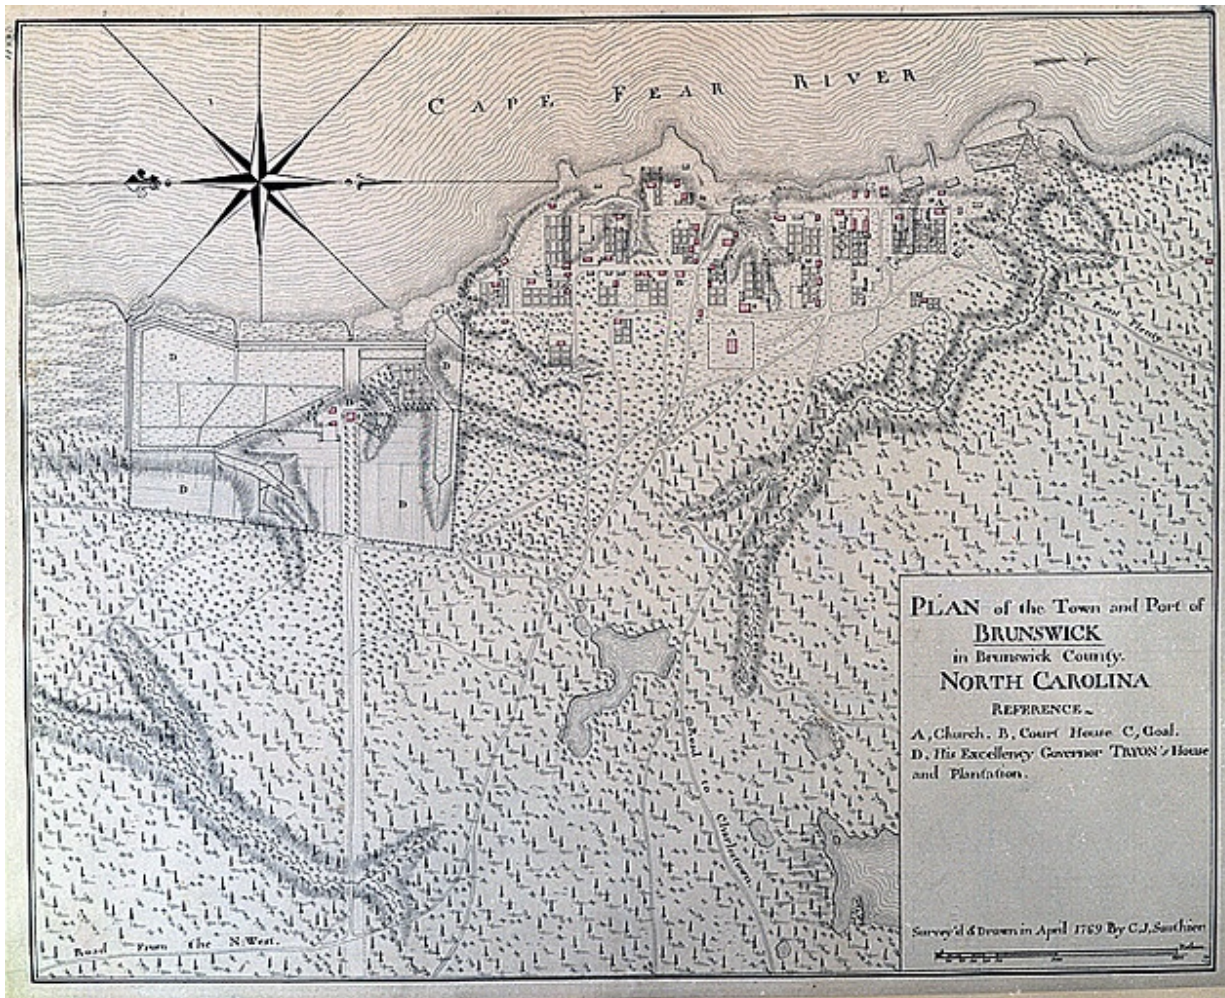 CAPE FEAR RIVER
A
A
D
D
D
Road From the N: West.
Road to Charlestown.
PLAN of the Town and Port of
BRUNSWICK
in Brunswick County.
NORTH CAROLINA
REFERENCE.
A, Church. B, Court House C, Goal.
D. His Excellency Governor TRYON's House
and Plantation.
Survey'd & Drawn in April 1769 By C.J. Sauthier